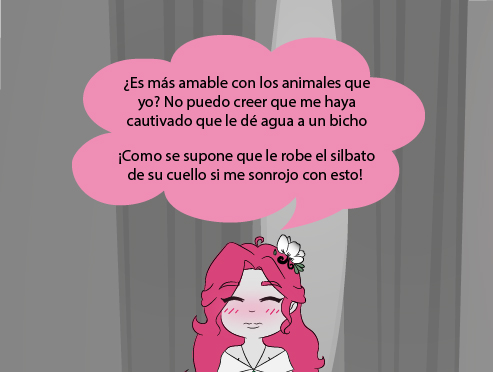 ¿Es más amable con los animales que
yo? No puedo creer que me haya
cautivado que le dé agua a un bicho
¡Como se supone que le robe el silbato
de su cuello si me sonrojo con esto!